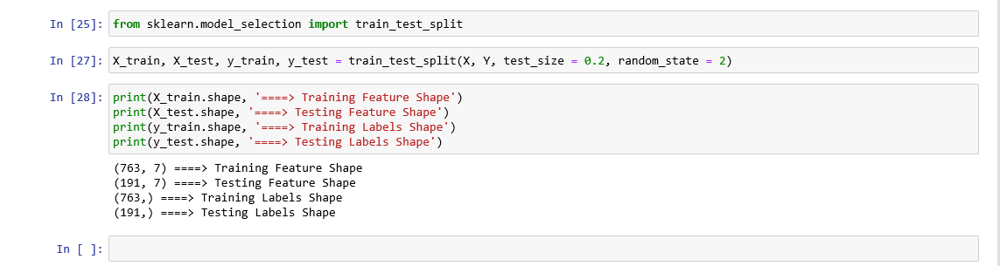 In [25]: from sklearn.model_selection import train_test_split
In [27]: X_train, X_test, y_train, y_test = train_test_split(X, Y, test_size = 0.2, random_state = 2)
In [28]: print(X_train.shape, '====> Training Feature Shape')
print(X_test.shape, '====> Testing Feature Shape')
print(y_train.shape, '====> Training Labels Shape')
print(y_test.shape, '====> Testing Labels Shape')
(763, 7) ====> Training Feature Shape
(191, 7) ====> Testing Feature Shape
(763,) ====> Training Labels Shape
(191,) ====> Testing Labels Shape
In [ ]: